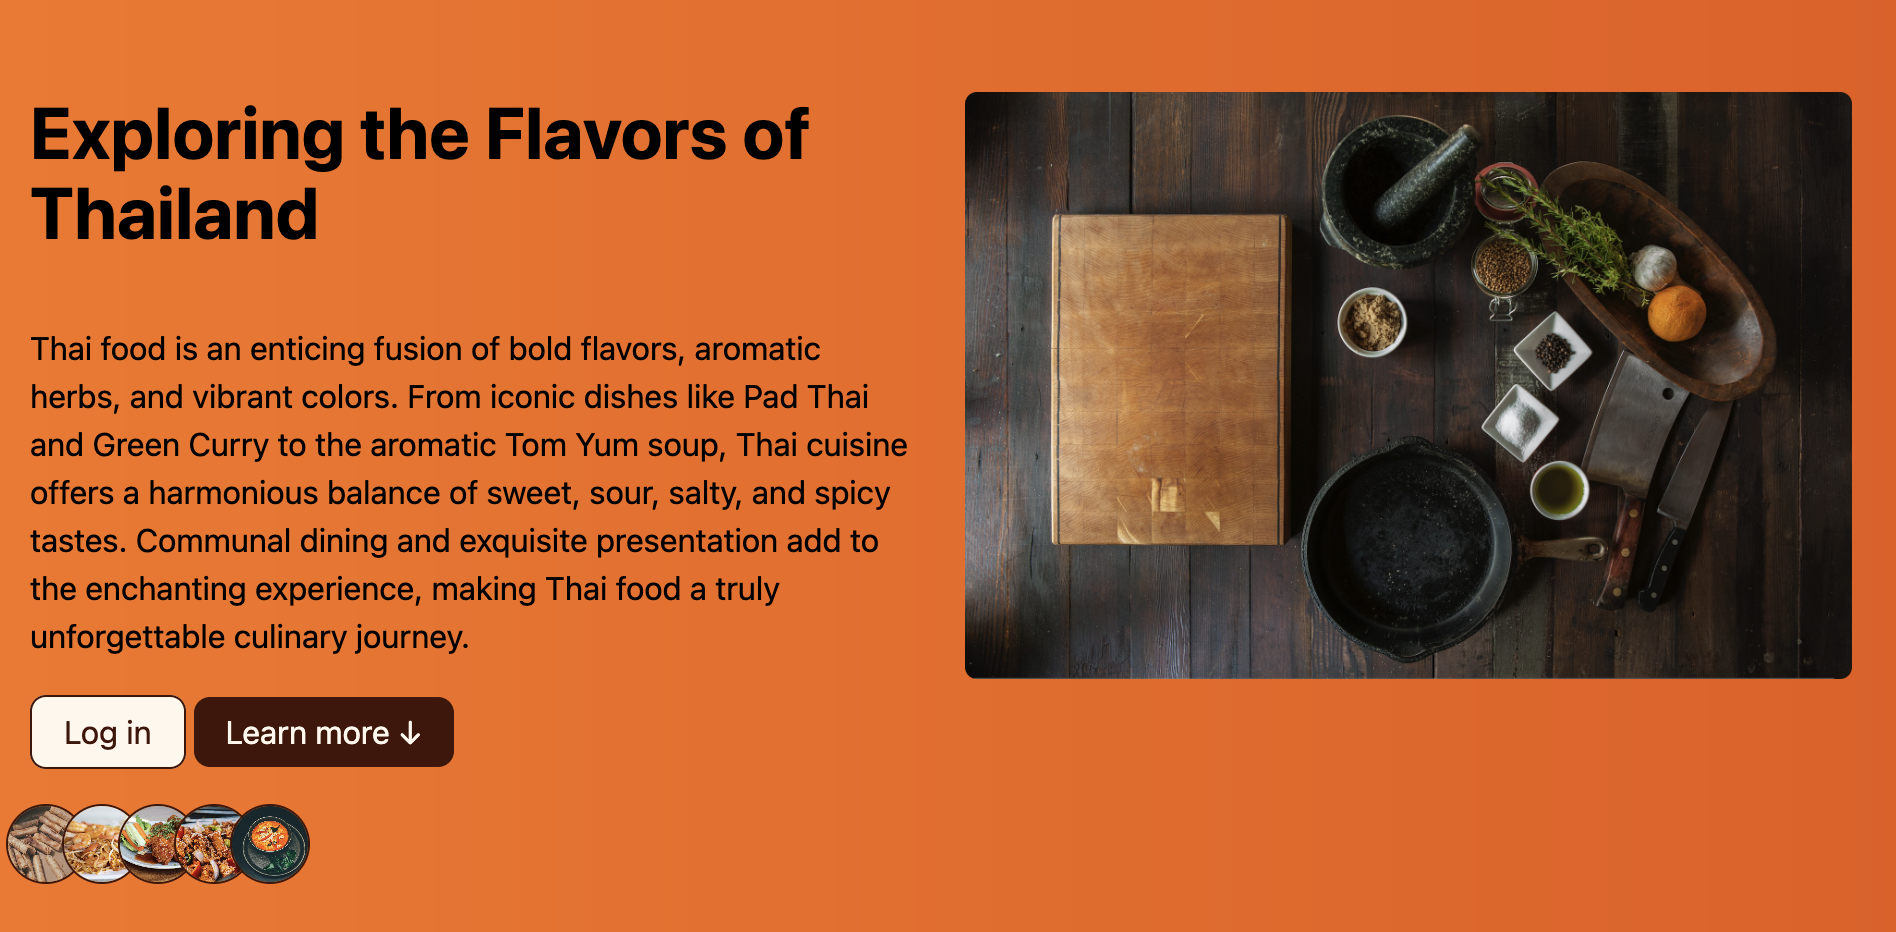 Exploring the Flavors of
Thailand
Thai food is an enticing fusion of bold flavors, aromatic
herbs, and vibrant colors. From iconic dishes like Pad Thai
and Green Curry to the aromatic Tom Yum soup, Thai cuisine
offers a harmonious balance of sweet, sour, salty, and spicy
tastes. Communal dining and exquisite presentation add to
the enchanting experience, making Thai food a truly
unforgettable culinary journey.
Log in
Learn more ↓